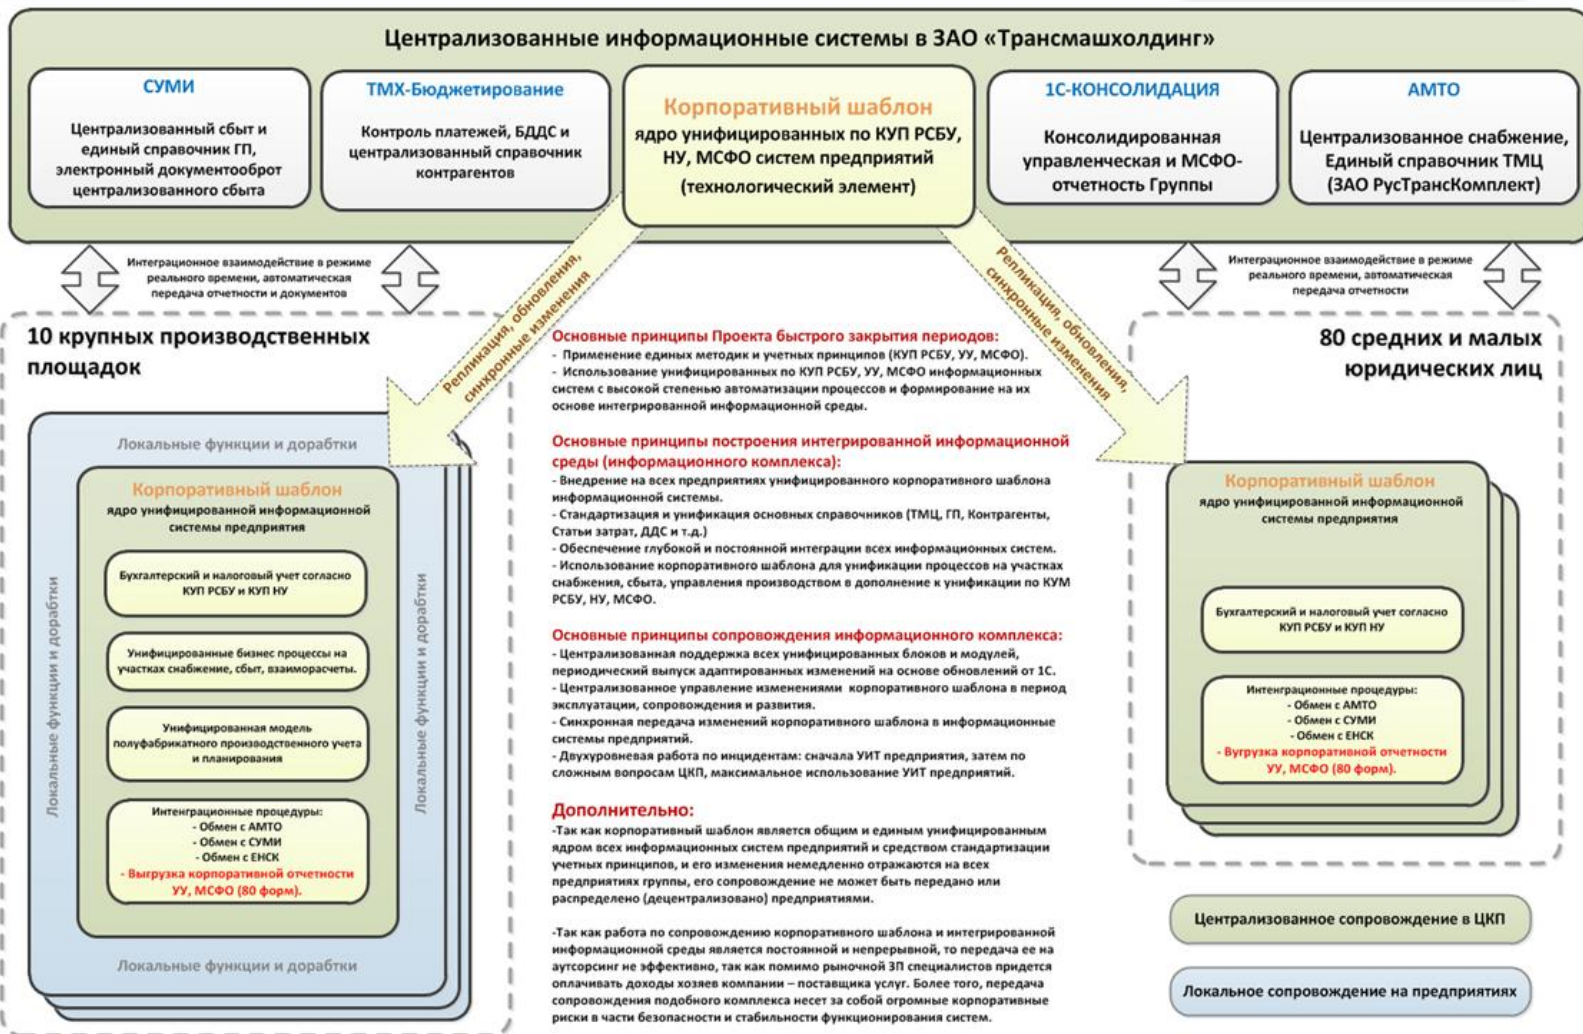 Централизованные информационные системы в ЗАО «Трансмашхолдинг»
СУМИ
Централизованный сбыт и
единый справочник ГП,
электронный документооброт
централизованного сбыта
ТМХ-Бюджетирование
Контроль платежей, БДДС и
централизованный справочник
контрагентов
Корпоративный шаблон
ядро унифицированных по КУП РСБУ,
НУ, МСФО систем предприятий
(технологический элемент)
1С-КОНСОЛИДАЦИЯ
Консолидированная
управленческая и МСФО-
отчетность Группы
АМТО
Централизованное снабжение,
Единый справочник ТМЦ
(ЗАО РусТрансКомплект)
Интеграционное взаимодействие в режиме
реального времени, автоматическая
передача отчетности и документов
Репликация, обновления,
синхронные изменения
Репликация, обновления,
синхронные изменения
Интеграционное взаимодействие в режиме
реального времени, автоматическая
передача отчетности
10 крупных производственных
площадок
Локальные функции и дорабтки
Локальные функции и дорабтки
Корпоративный шаблон
ядро унифицированной информационной
системы предприятия
Бухгалтерский и налоговый учет согласно
КУП РСБУ и КУП НУ
Унифицированные бизнес процессы на
участках снабжение, сбыт, взаиморасчеты.
Унифицированная модель
полуфабрикатного производственного учета
и планирования
Интенграционные процедуры:
- Обмен с АМТО
- Обмен с СУМИ
- Обмен с ЕНСК
- Выгрузка корпоративной отчетности
УУ, МСФО (80 форм).
Локальные функции и дорабтки
Локальные функции и дорабтки
Основные принципы Проекта быстрого закрытия периодов:
- Применение единых методик и учетных принципов (КУП РСБУ, УУ, МСФО).
- Использование унифицированных по КУП РСБУ, УУ, МСФО информационных
систем с высокой степенью автоматизации процессов и формирование на их
основе интегрированной информационной среды.
Основные принципы построения интегрированной информационной
среды (информационного комплекса):
- Внедрение на всех предприятиях унифицированного корпоративного шаблона
информационной системы.
- Стандартизация и унификация основных справочников (ТМЦ, ГП, Контрагенты,
Статьи затрат, ДДС и т.д.)
- Обеспечение глубокой и постоянной интеграции всех информационных систем.
- Использование корпоративного шаблона для унификации процессов на участках
снабжения, сбыта, управления производством в дополнение к унификации по КУМ
РСБУ, НУ, МСФО.
Основные принципы сопровождения информационного комплекса:
- Централизованная поддержка всех унифицированных блоков и модулей,
периодический выпуск адаптированных изменений на основе обновлений от 1С.
- Централизованное управление изменениями корпоративного шаблона в период
эксплуатации, сопровождения и развития.
- Синхронная передача изменений корпоративного шаблона в информационные
системы предприятий.
- Двухуровневая работа по инцидентам: сначала УИТ предприятия, затем по
сложным вопросам ЦКП, максимальное использование УИТ предприятий.
Дополнительно:
-Так как корпоративный шаблон является общим и единым унифицированным
ядром всех информационных систем предприятий и средством стандартизации
учетных принципов, и его изменения немедленно отражаются на всех
предприятиях группы, его сопровождение не может быть передано или
распределено (децентрализовано) предприятиями.
-Так как работа по сопровождению корпоративного шаблона и интегрированной
информационной среды является постоянной и непрерывной, то передача ее на
аутсорсинг не эффективно, так как помимо рыночной ЗП специалистов придется
оплачивать доходы хозяев компании – поставщика услуг. Более того, передача
сопровождения подобного комплекса несет за собой огромные корпоративные
риски в части безопасности и стабильности функционирования систем.
80 средних и малых
юридических лиц
Корпоративный шаблон
ядро унифицированной информационной
системы предприятия
Бухгалтерский и налоговый учет согласно
КУП РСБУ и КУП НУ
Интенграционные процедуры:
- Обмен с АМТО
- Обмен с СУМИ
- Обмен с ЕНСК
- Вугрузка корпоративной отчетности
УУ, МСФО (80 форм).
Централизованное сопровождение в ЦКП
Локальное сопровождение на предприятиях